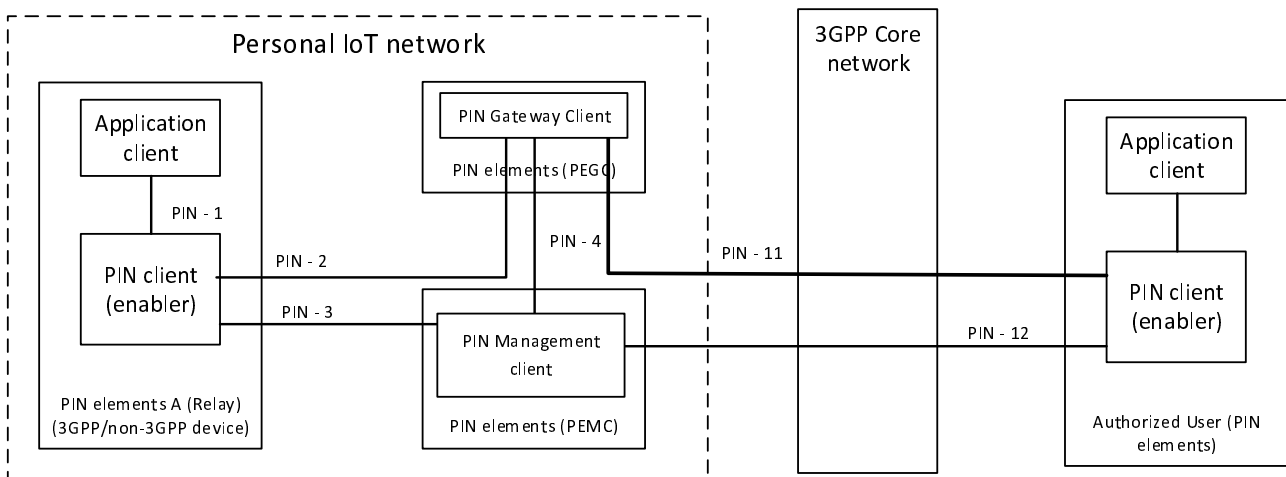 Personal IoT network
3GPP Core
network
Application
client
PIN - 1
PIN client
(enabler)
PIN elements A (Relay)
(3GPP/non-3GPP device)
PIN Gateway Client
PIN elements (PEGC)
PIN - 2
PIN - 3
PIN - 4
PIN Management
client
PIN elements (PEMC)
PIN - 11
PIN - 12
Application
client
PIN client
(enabler)
Authorized User (PIN
elements)